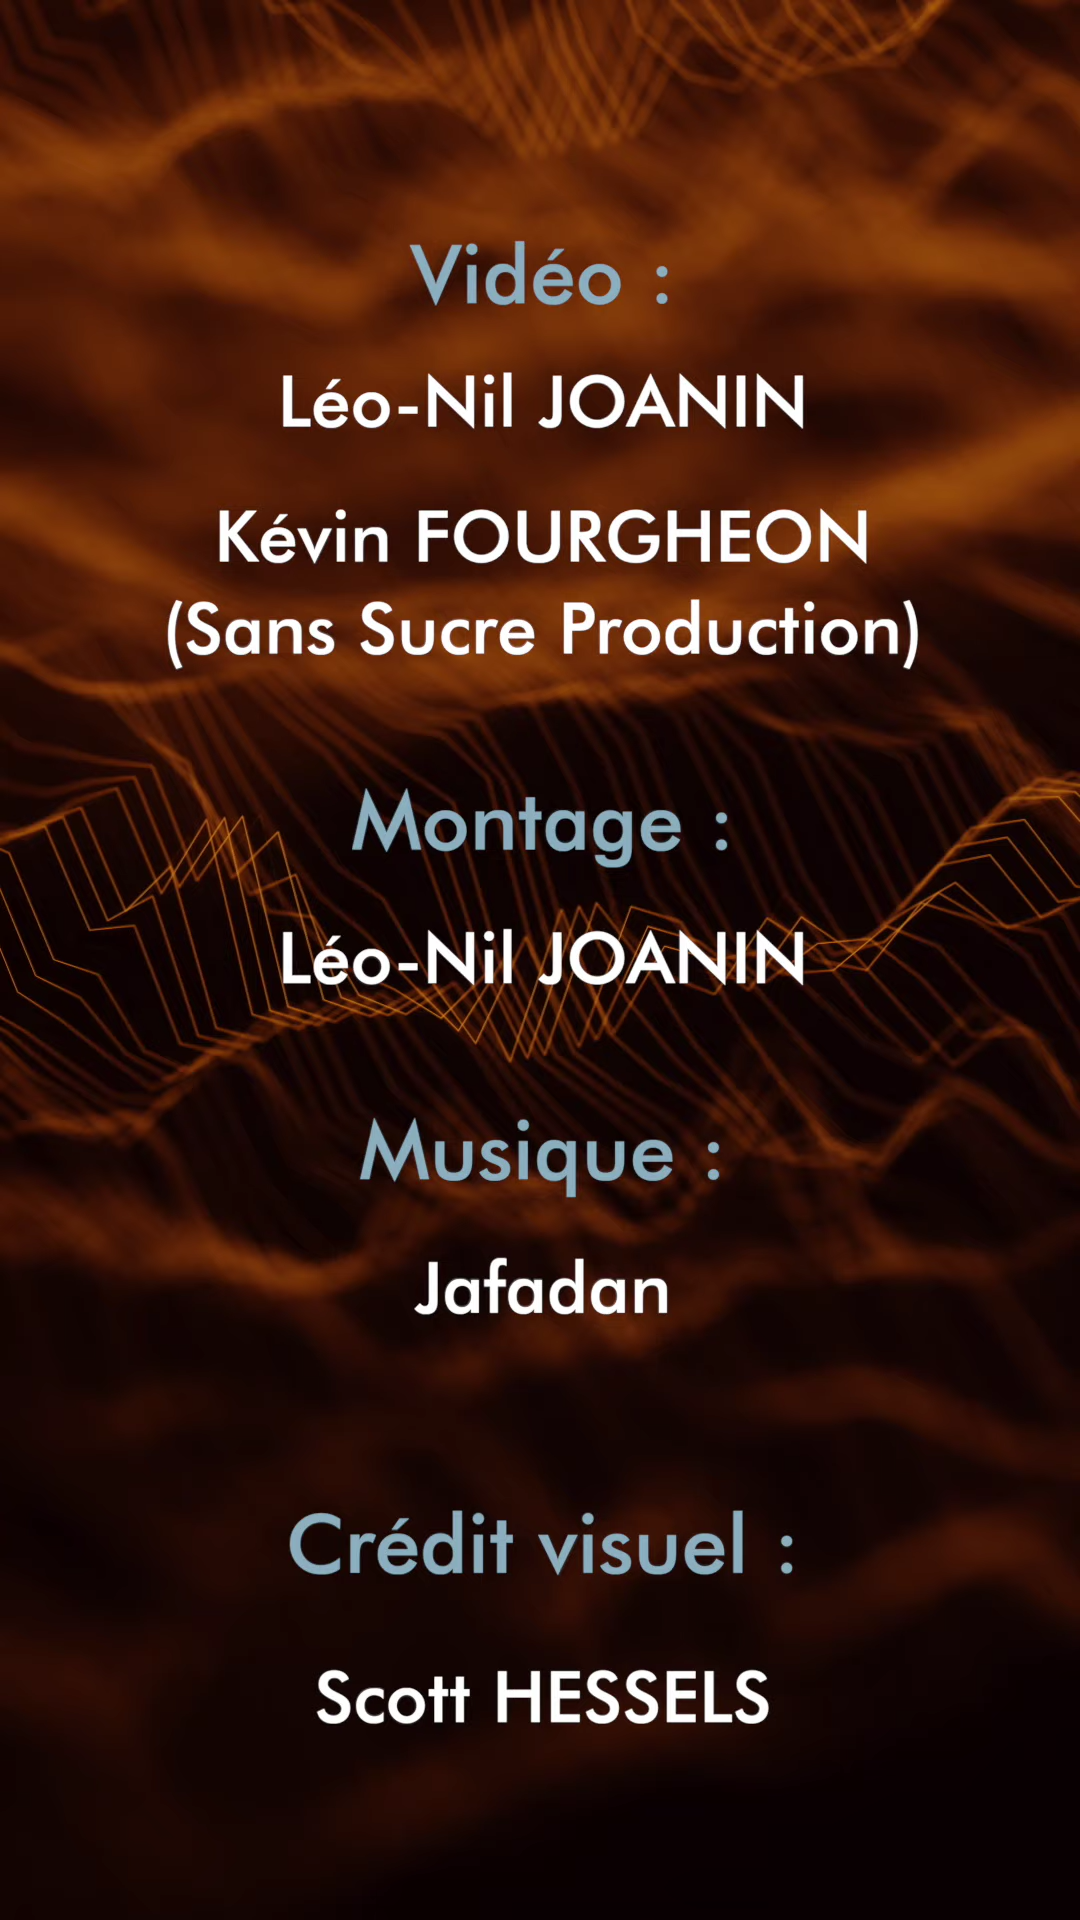 Vidéo :
Léo-Nil JOANIN
Kévin FOURGHEON
(Sans Sucre Production)
Montage :
Léo-Nil JOANIN
Musique :
Jafadan
Crédit visuel :
Scott HESSELS